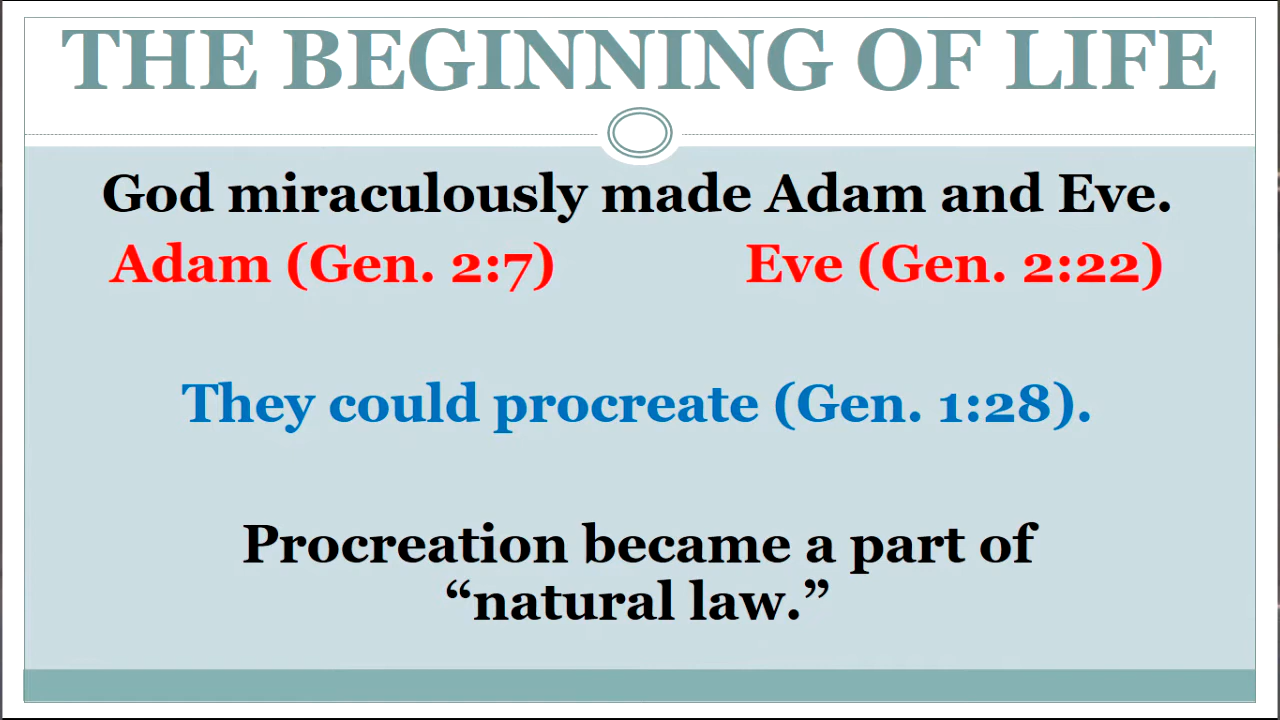 THE BEGINNING OF LIFE
God miraculously made Adam and Eve.
Adam (Gen. 2:7) Eve (Gen. 2:22)
They could procreate (Gen. 1:28).
Procreation became a part of
“natural law.”